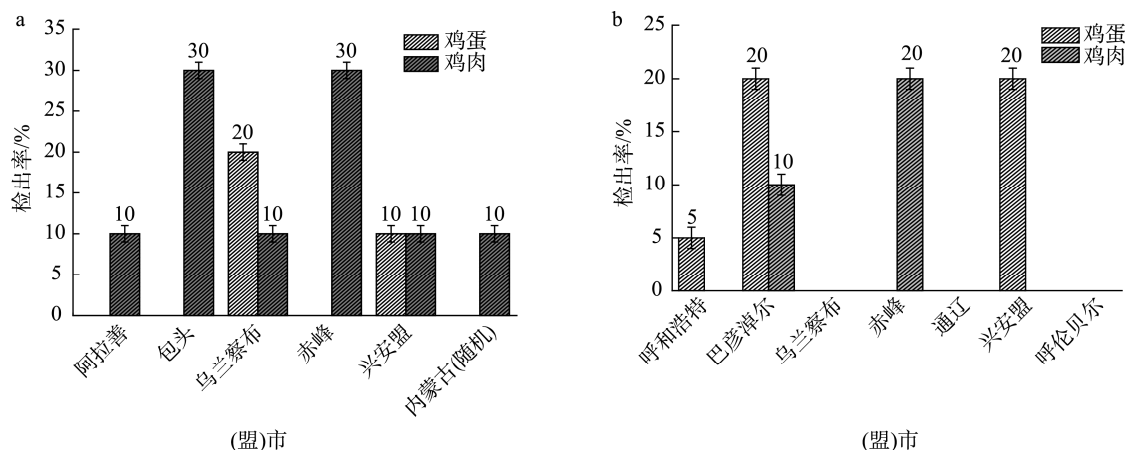 a
35
30
25
20
15
10
5
0
检出率/%
鸡蛋
鸡肉
10
30
20
10
30
10
10
10
阿拉善
包头
乌兰察布
赤峰
兴安盟
内蒙古(随机)
(盟)市
b
25
20
15
10
5
0
检出率/%
鸡蛋
鸡肉
5
20
10
20
20
呼和浩特
巴彦淖尔
乌兰察布
赤峰
通辽
兴安盟
呼伦贝尔
(盟)市